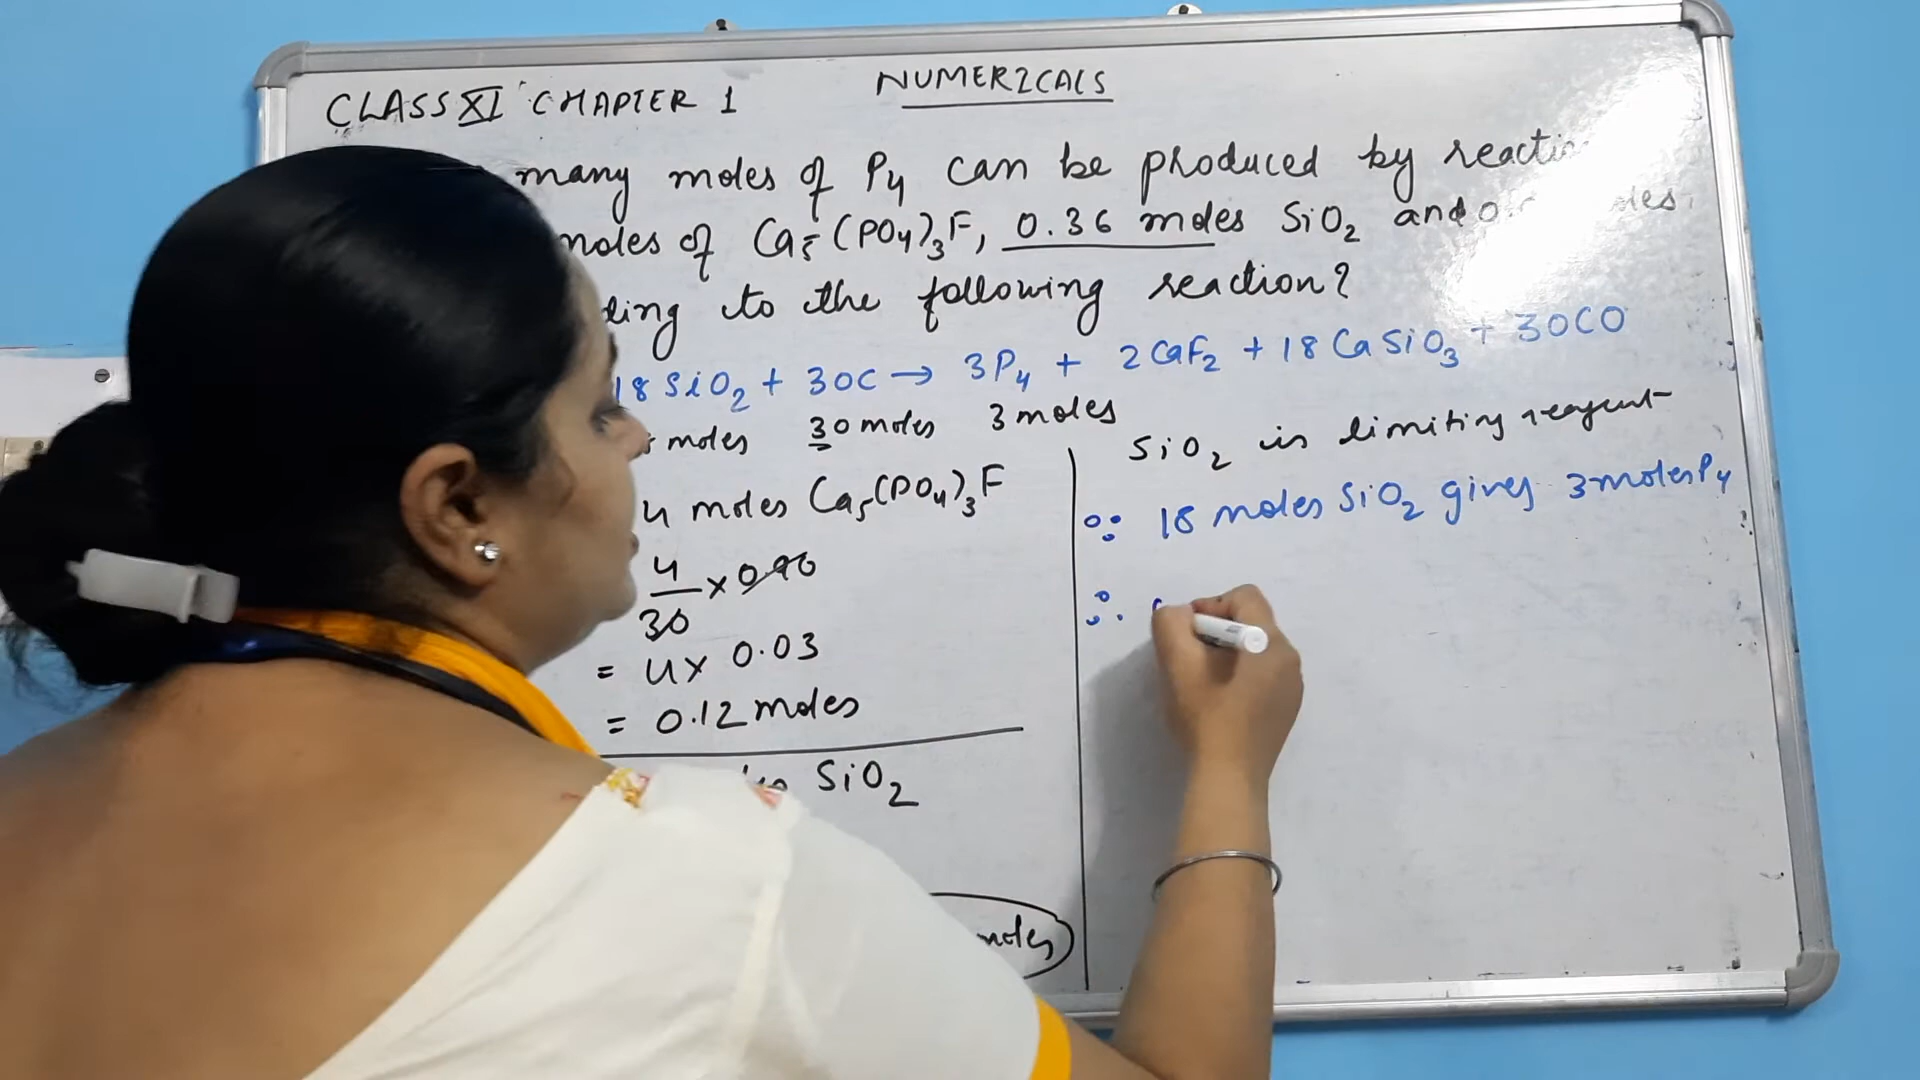 CLASS XI CHAPTER 1
NUMERICALS
many moles of P₄ can be produced by
moles of Ca₅(PO₄)₃F, 0.36 moles SiO₂ and
to the following reaction?
18 SiO₂ + 30C → 3P₄ + 2CaF₂ + 18CaSiO₃ + 30CO
moles 30 moles 3 moles
4 moles Ca₅(PO₄)₃F
4/30 × 0.90
= 4 × 0.03
= 0.12 moles
SiO₂
moles
SiO₂ is limiting reagent
∵ 18 moles SiO₂ gives 3 moles P₄
∴